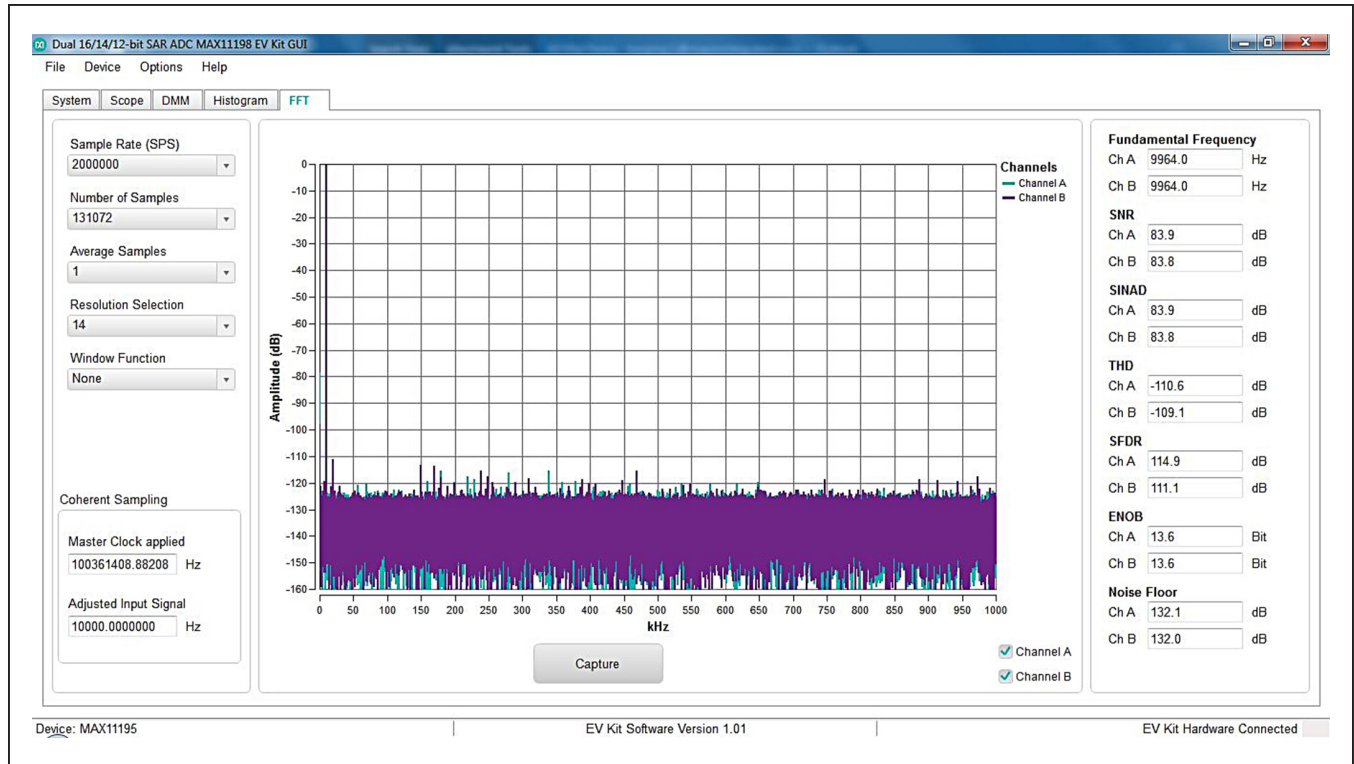 Dual 16/14/12-bit SAR ADC MAX11198 EV Kit GUI
File Device Options Help
System Scope DMM Histogram FFT
Sample Rate (SPS)
2000000
Number of Samples
131072
Average Samples
1
Resolution Selection
14
Window Function
None
Coherent Sampling
Master Clock applied
100361408.88208 Hz
Adjusted Input Signal
10000.0000000 Hz
Amplitude (dB)
0
-10
-20
-30
-40
-50
-60
-70
-80
-90
-100
-110
-120
-130
-140
-150
-160
0 50 100 150 200 250 300 350 400 450 500 550 600 650 700 750 800 850 900 950 1000
kHz
Channels
Channel A
Channel B
Capture
Channel A
Channel B
Fundamental Frequency
Ch A 9964.0 Hz
Ch B 9964.0 Hz
SNR
Ch A 83.9 dB
Ch B 83.8 dB
SINAD
Ch A 83.9 dB
Ch B 83.8 dB
THD
Ch A -110.6 dB
Ch B -109.1 dB
SFDR
Ch A 114.9 dB
Ch B 111.1 dB
ENOB
Ch A 13.6 Bit
Ch B 13.6 Bit
Noise Floor
Ch A 132.1 dB
Ch B 132.0 dB
Device: MAX11195
EV Kit Software Version 1.01
EV Kit Hardware Connected